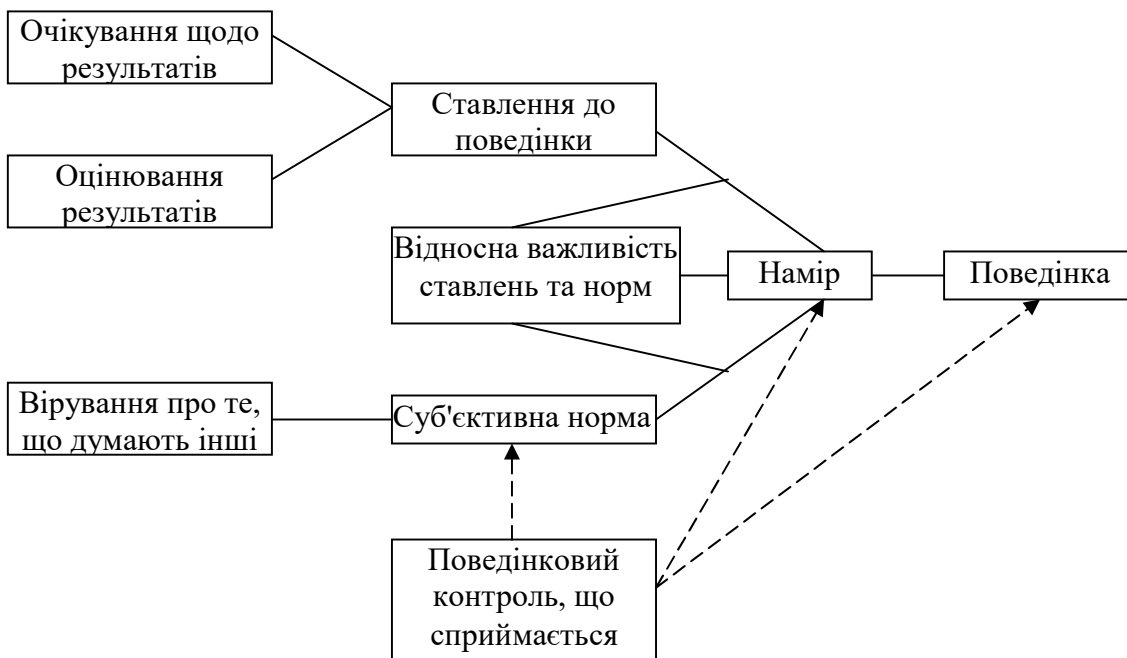 Очікування щодо
результатів
Ставлення до
поведінки
Оцінювання
результатів
Відносна важливість
ставлень та норм
Намір
Поведінка
Вірування про те,
що думають інші
Суб'єктивна норма
Поведінковий
контроль, що
сприймається